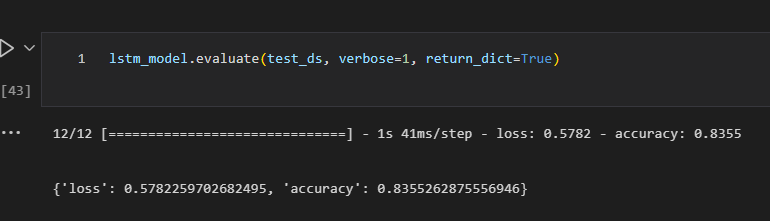 1 lstm_model.evaluate(test_ds, verbose=1, return_dict=True)
[43]
... 12/12 [==============================] - 1s 41ms/step - loss: 0.5782 - accuracy: 0.8355
{'loss': 0.5782259702682495, 'accuracy': 0.8355262875556946}